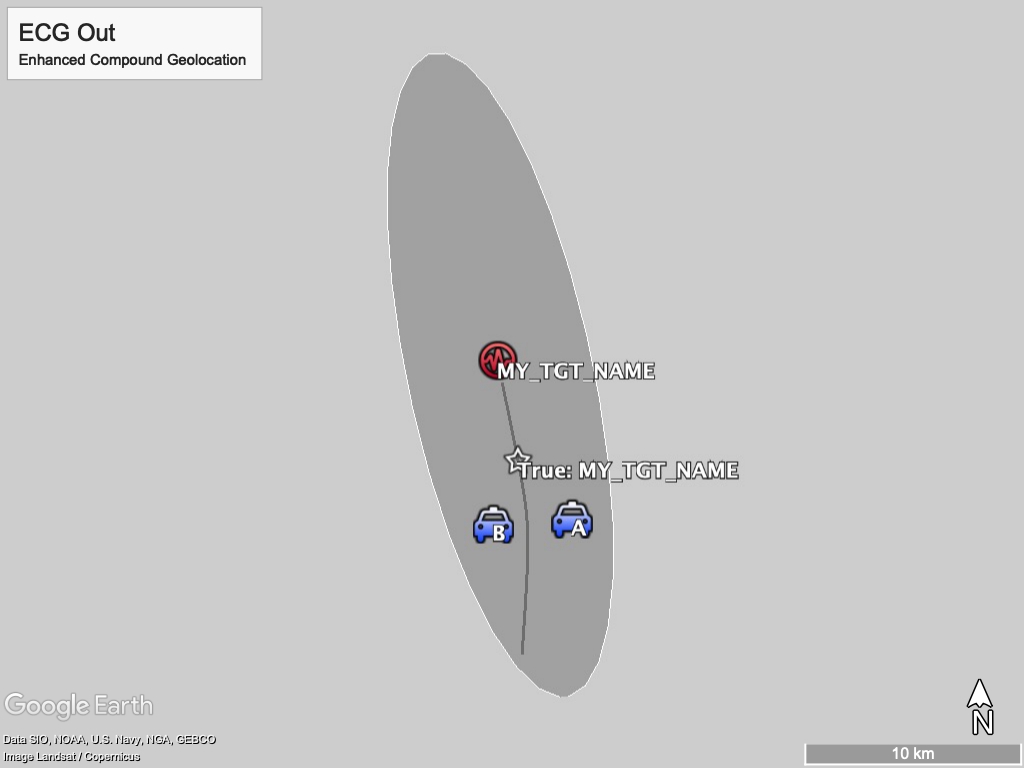 ECG Out
Enhanced Compound Geolocation
MY_TGT_NAME
True: MY_TGT_NAME
B
A
Google Earth
Data SIO, NOAA, U.S. Navy, NGA, GEBCO
Image Landsat / Copernicus
N
10 km